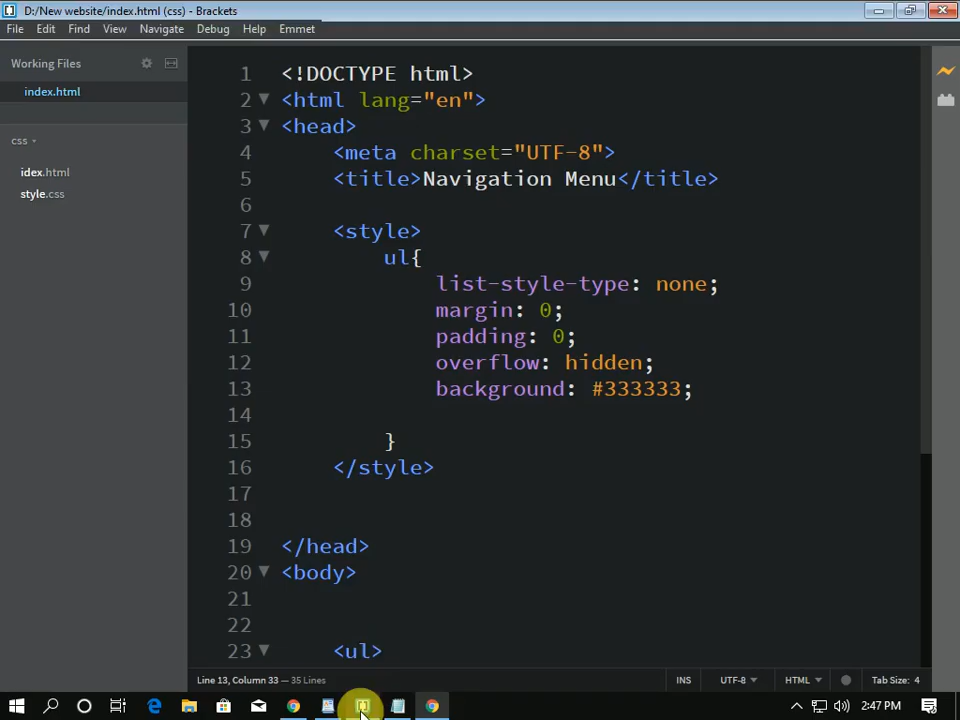 D:/New website/index.html (css) - Brackets
File Edit Find View Navigate Debug Help Emmet
Working Files
index.html
css
idex.html
style.css
1 <!DOCTYPE html>
2 <html lang="en">
3 <head>
4 <meta charset="UTF-8">
5 <title>Navigation Menu</title>
6
7 <style>
8 ul{
9 list-style-type: none;
10 margin: 0;
11 padding: 0;
12 overflow: hidden;
13 background: #333333;
14
15 }
16 </style>
17
18
19 </head>
20 <body>
21
22
23 <ul>
Line 13, Column 33 — 35 Lines
INS UTF-8 HTML Tab Size: 4
2:47 PM